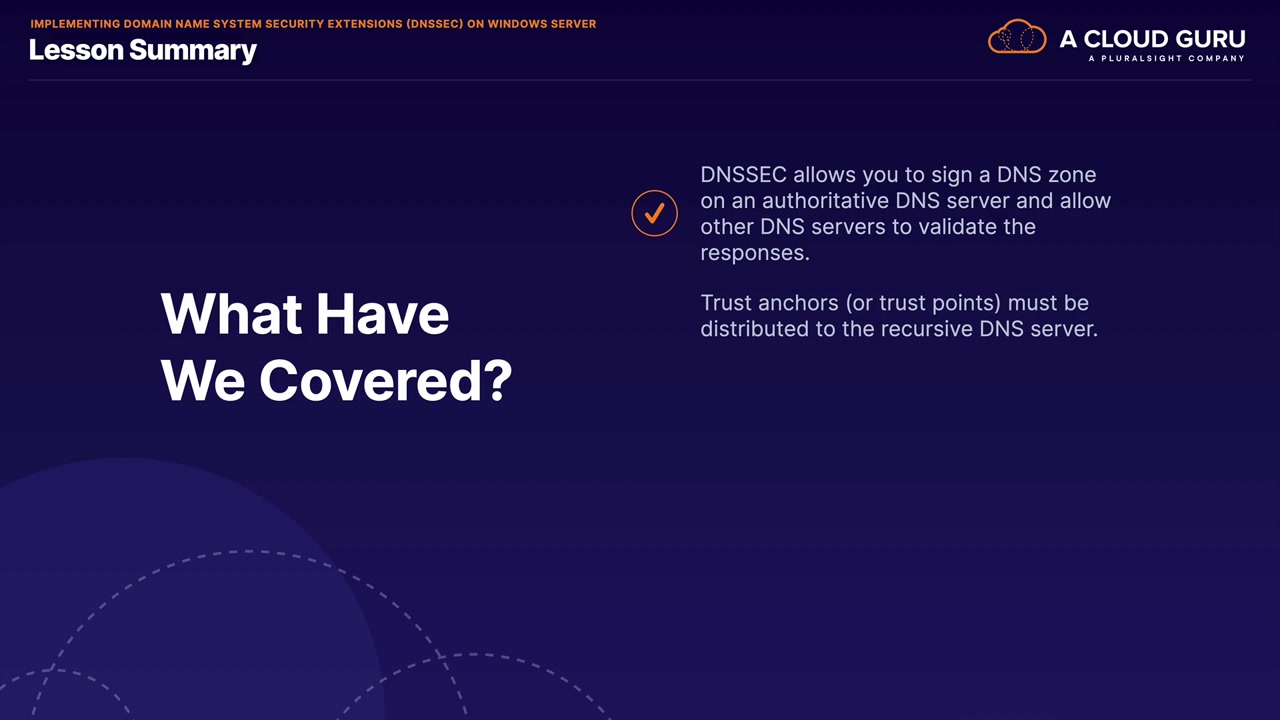 IMPLEMENTING DOMAIN NAME SYSTEM SECURITY EXTENSIONS (DNSSEC) ON WINDOWS SERVER
Lesson Summary
A CLOUD GURU
A PLURALSIGHT COMPANY
What Have
We Covered?
DNSSEC allows you to sign a DNS zone
on an authoritative DNS server and allow
other DNS servers to validate the
responses.
Trust anchors (or trust points) must be
distributed to the recursive DNS server.